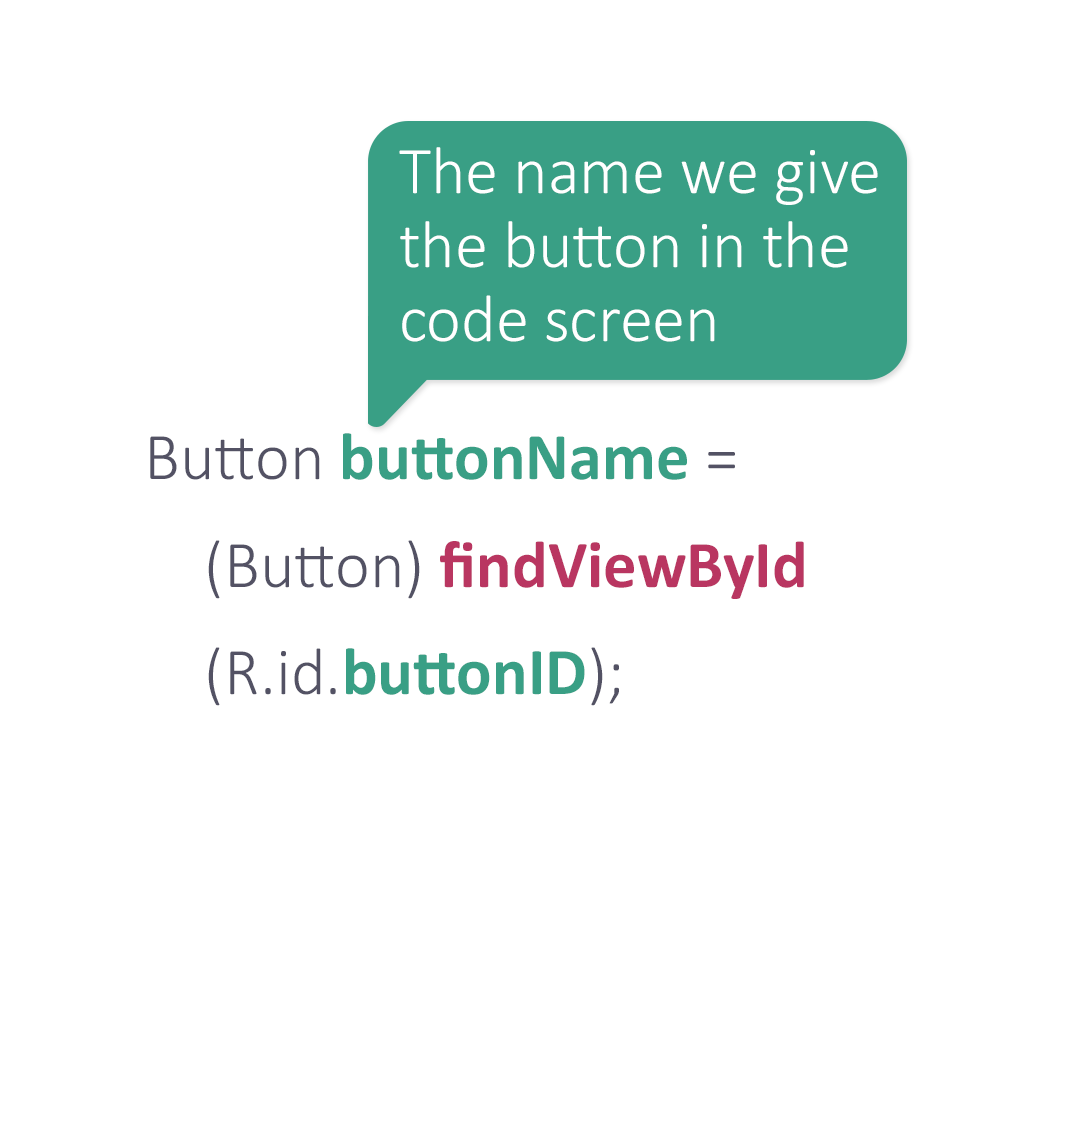 The name we give
the button in the
code screen
Button buttonName =
(Button) findViewById
(R.id.buttonID);